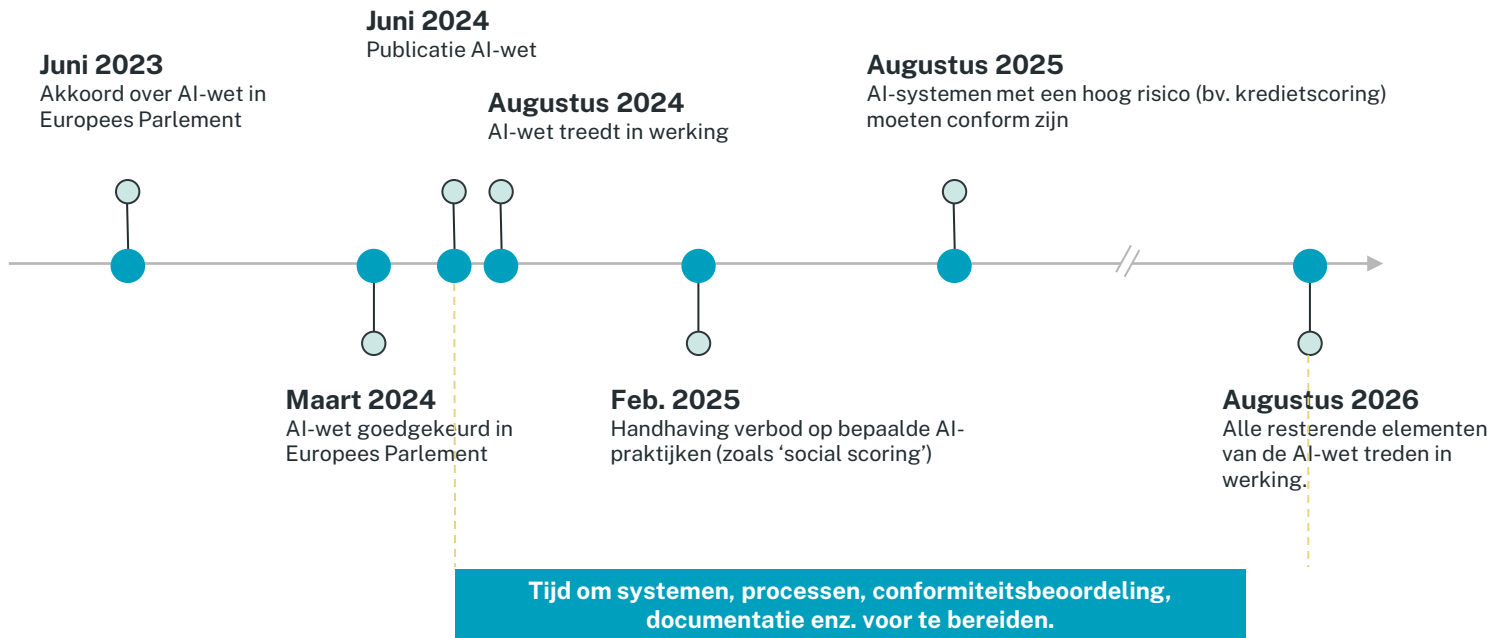 Juni 2023
Akkoord over AI-wet in
Europees Parlement
Maart 2024
AI-wet goedgekeurd in
Europees Parlement
Juni 2024
Publicatie AI-wet
Augustus 2024
AI-wet treedt in werking
Feb. 2025
Handhaving verbod op bepaalde AI-
praktijken (zoals ‘social scoring’)
Augustus 2025
AI-systemen met een hoog risico (bv. kredietscoring)
moeten conform zijn
Augustus 2026
Alle resterende elementen
van de AI-wet treden in
werking.
Tijd om systemen, processen, conformiteitsbeoordeling,
documentatie enz. voor te bereiden.